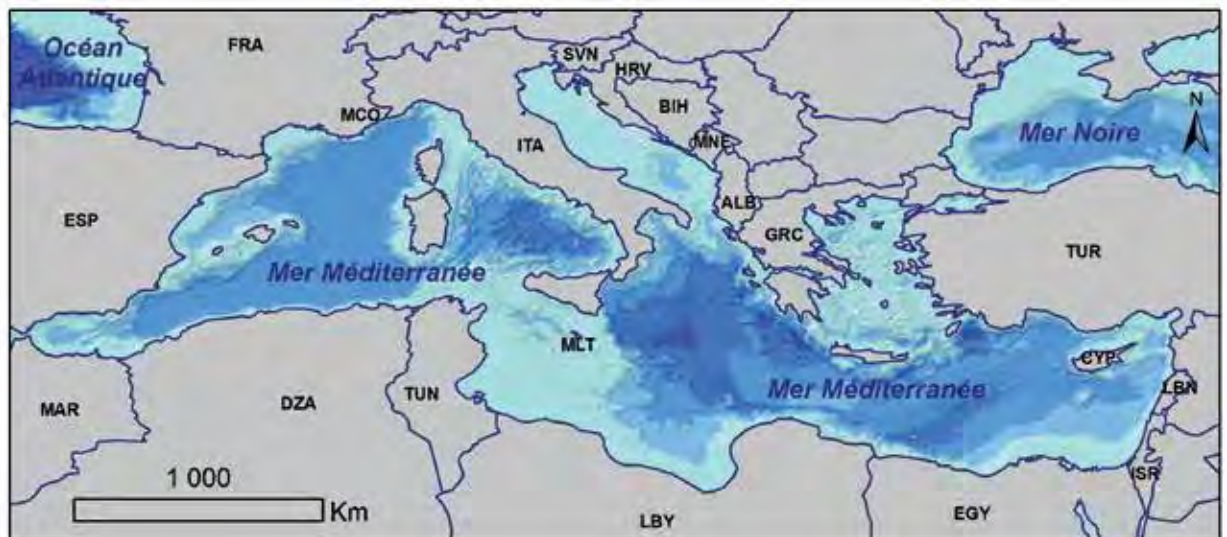 Océan
Atlantique
FRA
SVN
HRV
BIH
MCO
ITA
MNE
N
Mer Noire
ESP
ALB
GRC
TUR
Mer Méditerranée
MLT
CYP
Mer Méditerranée
LBN
MAR
DZA
TUN
ISR
1 000
Km
LBY
EGY